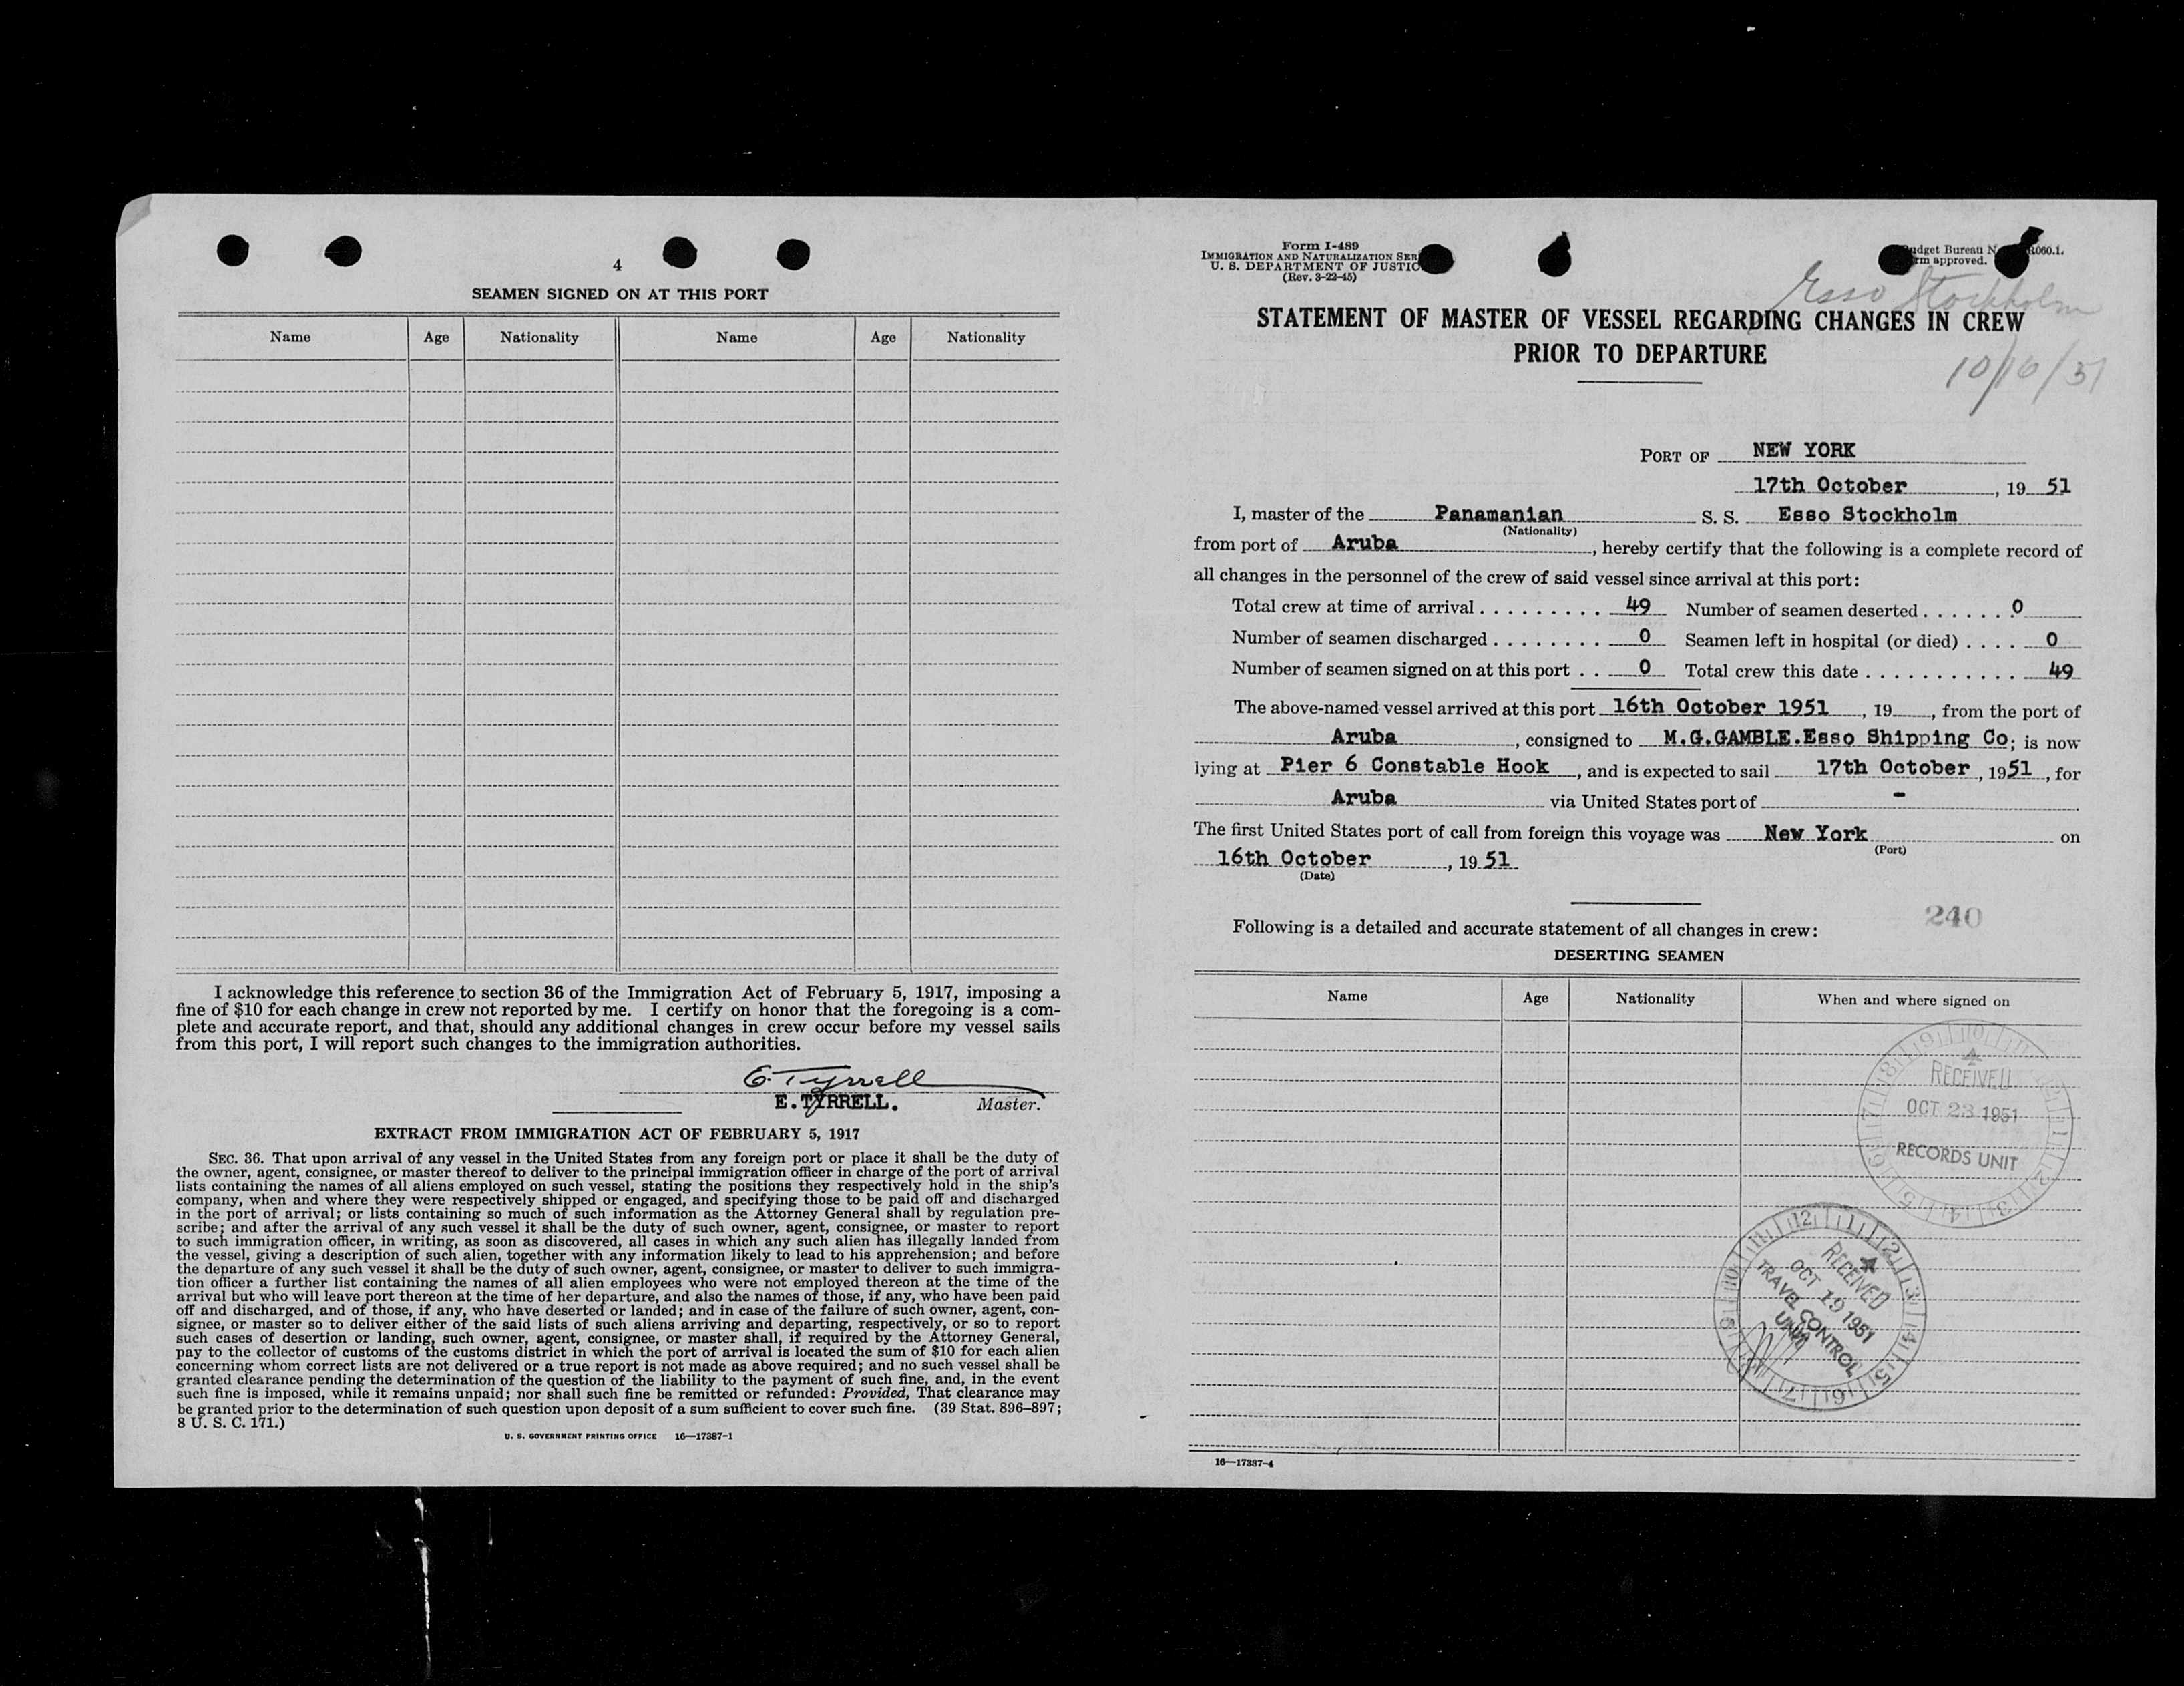 4
SEAMEN SIGNED ON AT THIS PORT
Name Age Nationality Name Age Nationality
I acknowledge this reference to section 36 of the Immigration Act of February 5, 1917, imposing a
fine of $10 for each change in crew not reported by me. I certify on honor that the foregoing is a com-
plete and accurate report, and that, should any additional changes in crew occur before my vessel sails
from this port, I will report such changes to the immigration authorities.
E. Tyrrell
E. TYRRELL. Master.
EXTRACT FROM IMMIGRATION ACT OF FEBRUARY 5, 1917
SEC. 36. That upon arrival of any vessel in the United States from any foreign port or place it shall be the duty of
the owner, agent, consignee, or master thereof to deliver to the principal immigration officer in charge of the port of arrival
lists containing the names of all aliens employed on such vessel, stating the positions they respectively hold in the ship's
company, when and where they were respectively shipped or engaged, and specifying those to be paid off and discharged
in the port of arrival; or lists containing so much of such information as the Attorney General shall by regulation pre-
scribe; and after the arrival of any such vessel it shall be the duty of such owner, agent, consignee, or master to report
to such immigration officer, in writing, as soon as discovered, all cases in which any such alien has illegally landed from
the vessel, giving a description of such alien, together with any information likely to lead to his apprehension; and before
the departure of any such vessel it shall be the duty of such owner, agent, consignee, or master to deliver to such immigra-
tion officer a further list containing the names of all alien employees who were not employed thereon at the time of the
arrival but who will leave port thereon at the time of her departure, and also the names of those, if any, who have been paid
off and discharged, and of those, if any, who have deserted or landed; and in case of the failure of such owner, agent, con-
signee, or master so to deliver either of the said lists of such aliens arriving and departing, respectively, or so to report
such cases of desertion or landing, such owner, agent, consignee, or master shall, if required by the Attorney General,
pay to the collector of customs of the customs district in which the port of arrival is located the sum of $10 for each alien
concerning whom correct lists are not delivered or a true report is not made as above required; and no such vessel shall be
granted clearance pending the determination of the question of the liability to the payment of such fine, and, in the event
such fine is imposed, while it remains unpaid; nor shall such fine be remitted or refunded: Provided, That clearance may
be granted prior to the determination of such question upon deposit of a sum sufficient to cover such fine. (39 Stat. 896–897;
8 U. S. C. 171.)
U. S. GOVERNMENT PRINTING OFFICE 16—17387-1
Form I-489
IMMIGRATION AND NATURALIZATION SER
U. S. DEPARTMENT OF JUSTIC
(Rev. 3-22-45)
udget Bureau N R060.1.
rm approved.
Esso Stockholm
STATEMENT OF MASTER OF VESSEL REGARDING CHANGES IN CREW
PRIOR TO DEPARTURE
10/16/51
PORT OF NEW YORK
17th October, 19 51
I, master of the Panamanian S. S. Esso Stockholm
(Nationality)
from port of Aruba, hereby certify that the following is a complete record of
all changes in the personnel of the crew of said vessel since arrival at this port:
Total crew at time of arrival . . . . . . . . . 49 Number of seamen deserted . . . . . . . 0
Number of seamen discharged . . . . . . . . 0 Seamen left in hospital (or died) . . . . 0
Number of seamen signed on at this port . . 0 Total crew this date . . . . . . . . . . . 49
The above-named vessel arrived at this port 16th October 1951, 19, from the port of
Aruba, consigned to M.G.GAMBLE.Esso Shipping Co; is now
lying at Pier 6 Constable Hook, and is expected to sail 17th October, 1951, for
Aruba via United States port of -
The first United States port of call from foreign this voyage was New York on
(Port)
16th October, 19 51
(Date)
240
Following is a detailed and accurate statement of all changes in crew:
DESERTING SEAMEN
Name Age Nationality When and where signed on
RECEIVED
OCT 23 1951
RECORDS UNIT
RECEIVED
OCT 19 1951
TRAVEL CONTROL
UNIT
16—17387-4